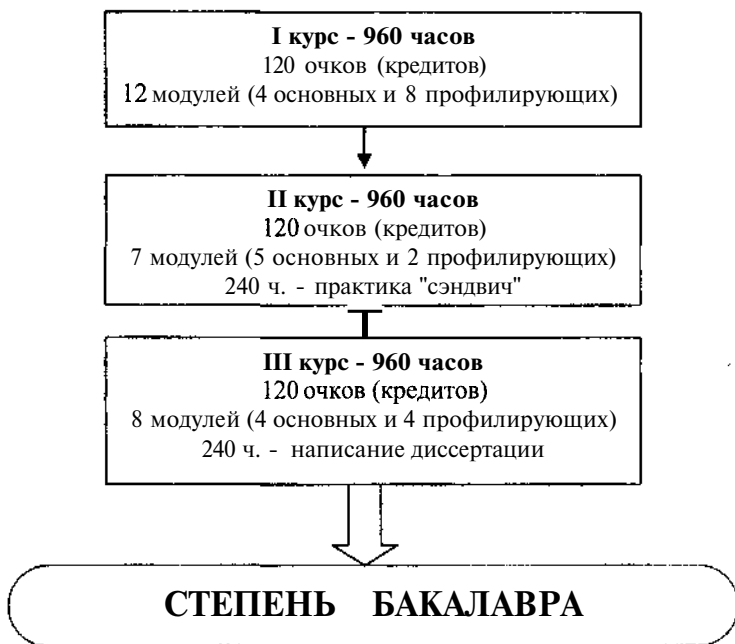 I курс - 960 часов
120 очков (кредитов)
12 модулей (4 основных и 8 профилирующих)
II курс - 960 часов
120 очков (кредитов)
7 модулей (5 основных и 2 профилирующих)
240 ч. - практика "сэндвич"
III курс - 960 часов
120 очков (кредитов)
8 модулей (4 основных и 4 профилирующих)
240 ч. - написание диссертации
СТЕПЕНЬ БАКАЛАВРА